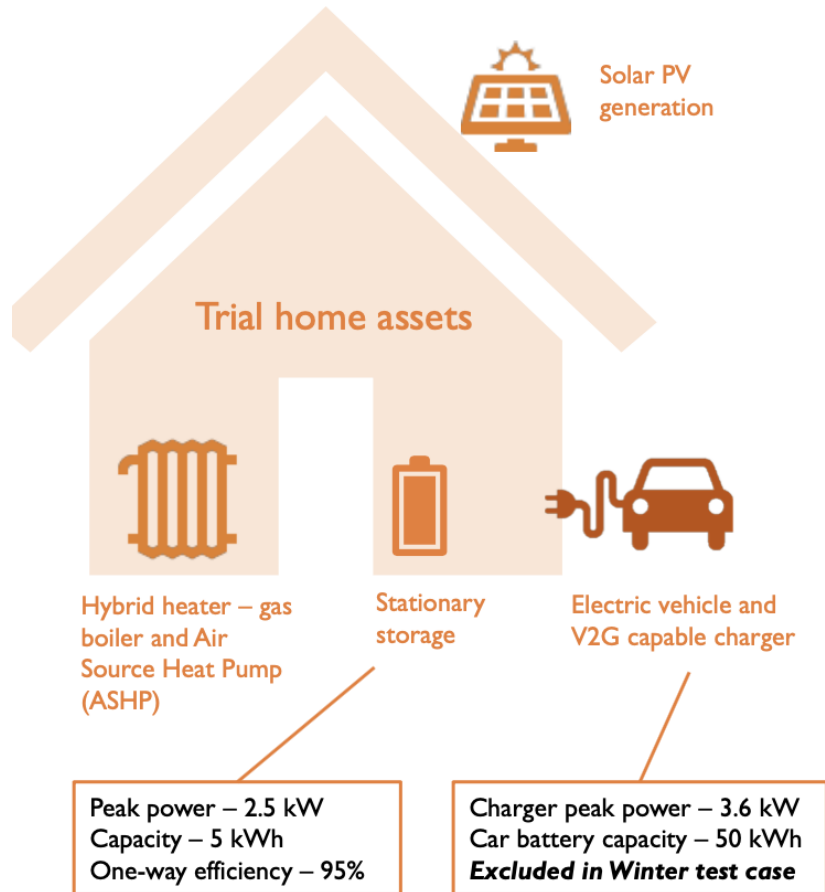 Solar PV
generation
Trial home assets
Hybrid heater – gas
boiler and Air
Source Heat Pump
(ASHP)
Stationary
storage
Electric vehicle and
V2G capable charger
Peak power – 2.5 kW
Capacity – 5 kWh
One-way efficiency – 95%
Charger peak power – 3.6 kW
Car battery capacity – 50 kWh
Excluded in Winter test case